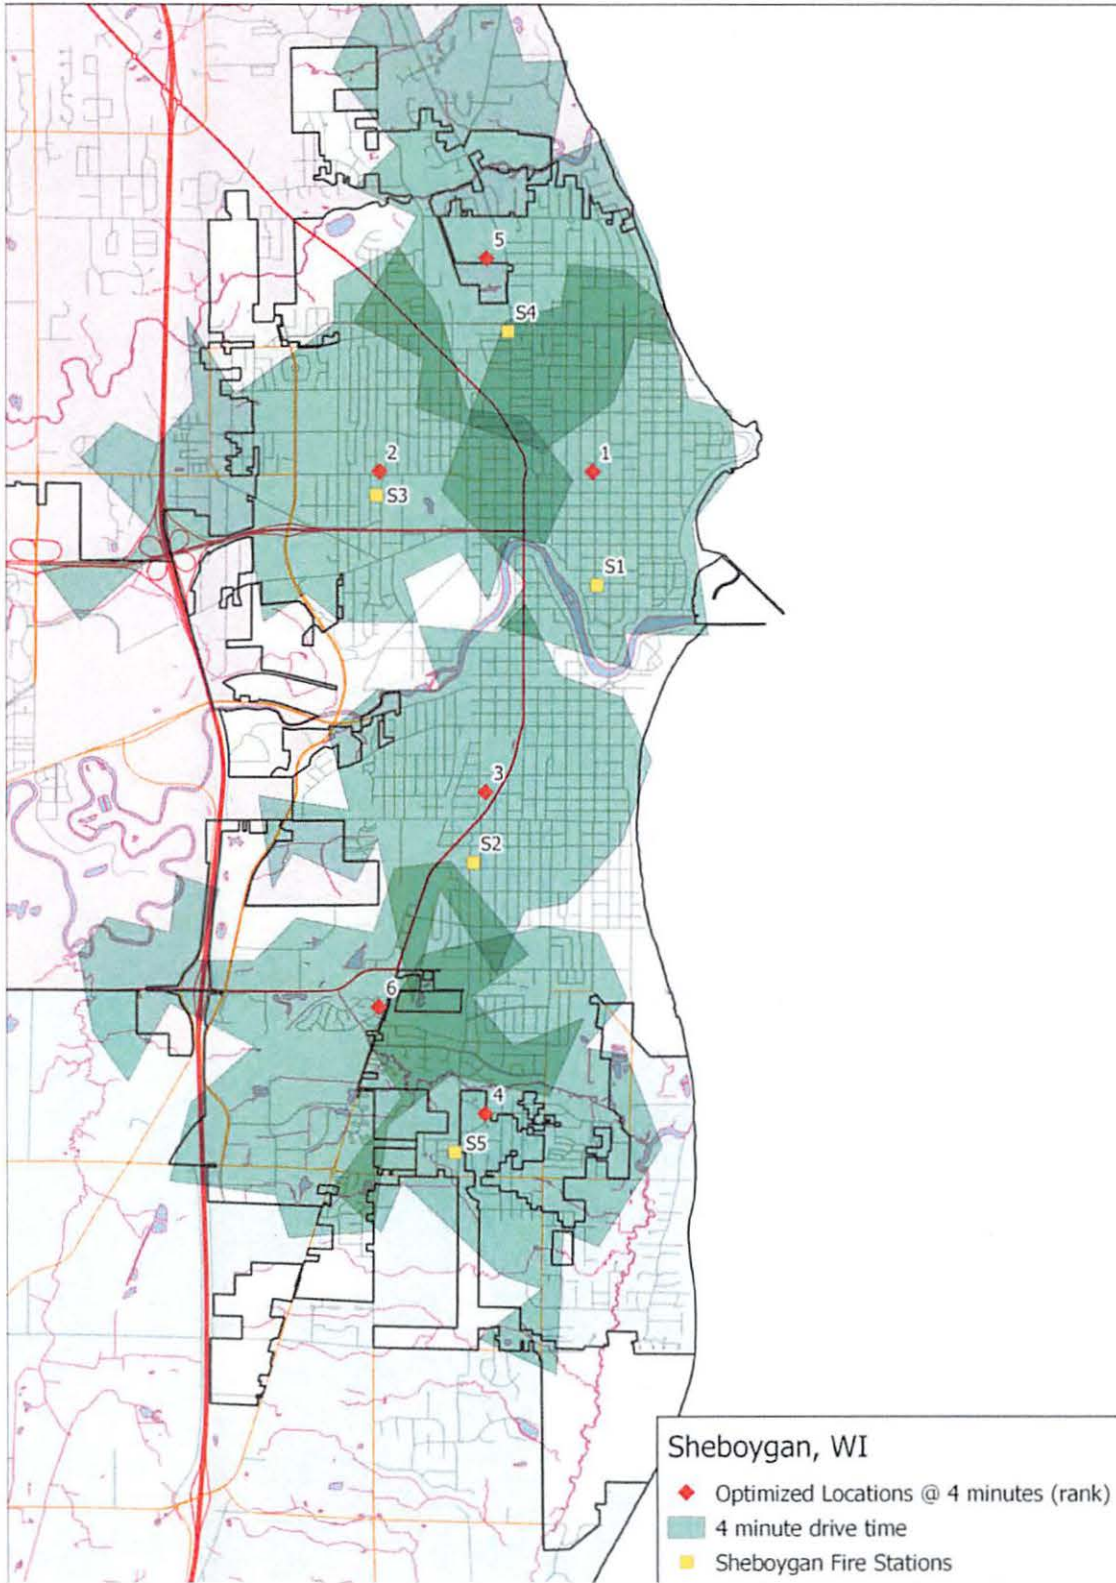 5
S4
2
1
S3
S1
3
S2
6
4
S5
Sheboygan, WI
Optimized Locations @ 4 minutes (rank)
4 minute drive time
Sheboygan Fire Stations